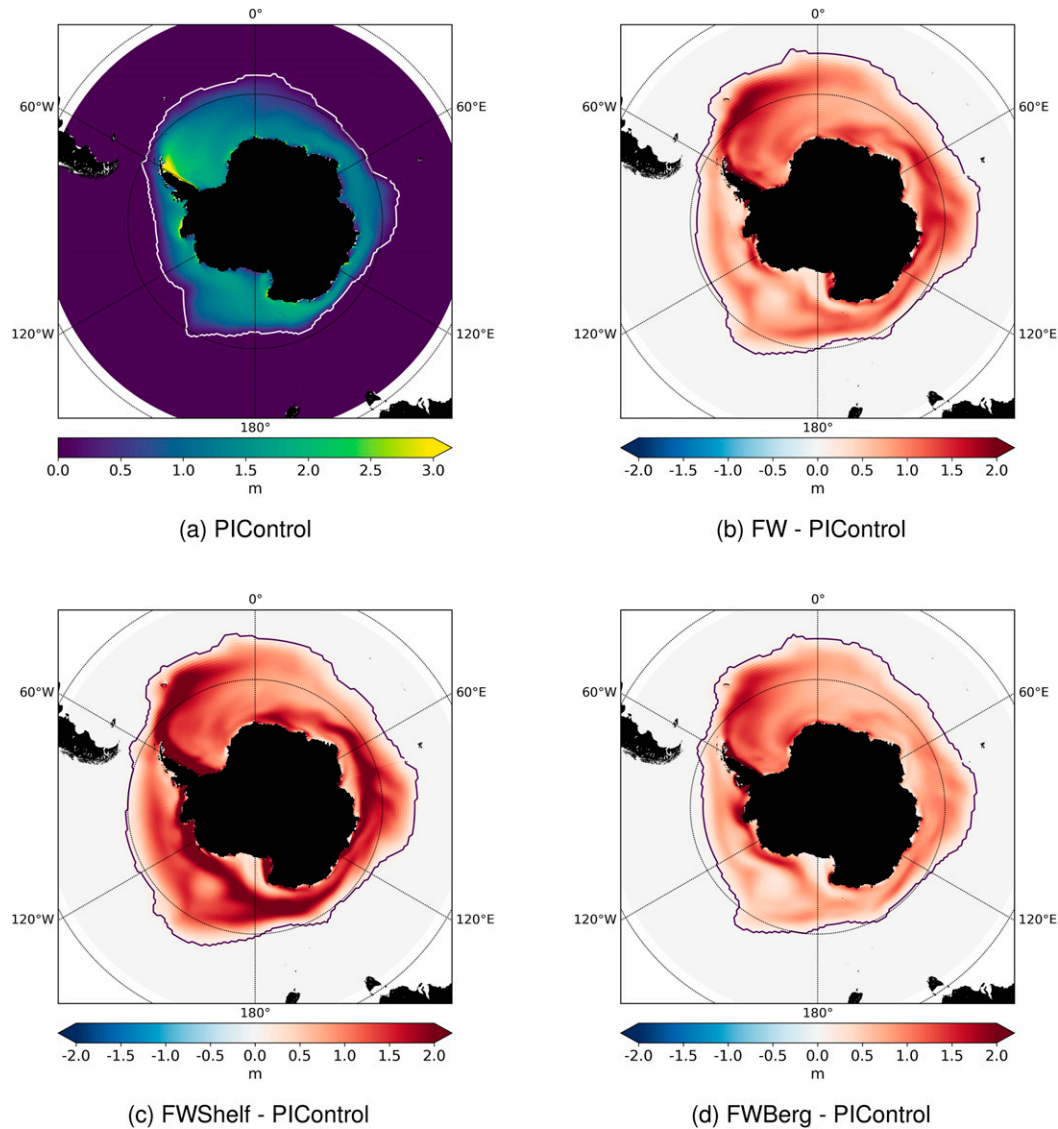 0°
0°
60°W
60°E
60°W
60°E
120°W
120°E
120°W
120°E
180°
180°
0.0 0.5 1.0 1.5 2.0 2.5 3.0
-2.0 -1.5 -1.0 -0.5 0.0 0.5 1.0 1.5 2.0
m
m
(a) PIControl
(b) FW - PIControl
0°
0°
60°W
60°E
60°W
60°E
120°W
120°E
120°W
120°E
180°
180°
-2.0 -1.5 -1.0 -0.5 0.0 0.5 1.0 1.5 2.0
-2.0 -1.5 -1.0 -0.5 0.0 0.5 1.0 1.5 2.0
m
m
(c) FWShelf - PIControl
(d) FWBerg - PIControl